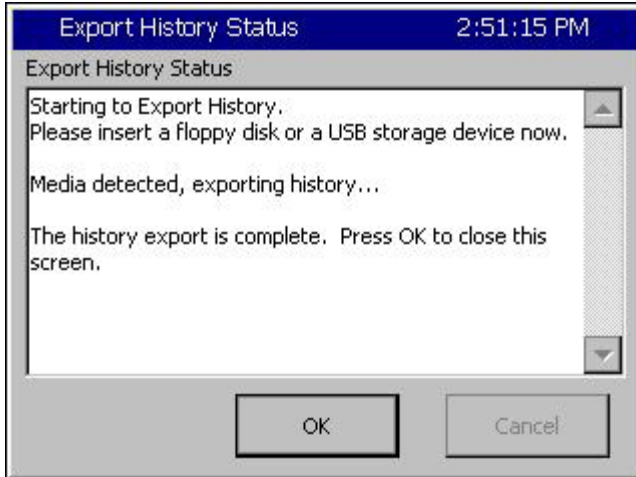 Export History Status 2:51:15 PM
Export History Status
Starting to Export History.
Please insert a floppy disk or a USB storage device now.
Media detected, exporting history...
The history export is complete.  Press OK to close this
screen.
OK Cancel